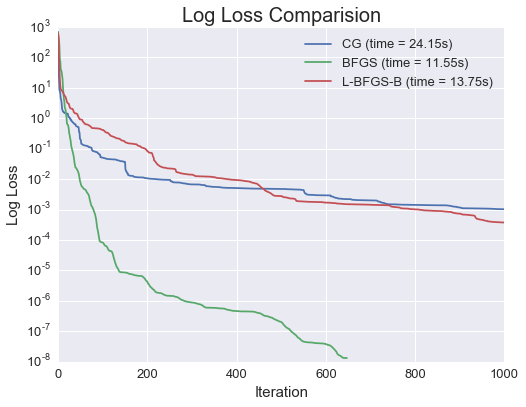 Log Loss Comparision
CG (time = 24.15s)
BFGS (time = 11.55s)
L-BFGS-B (time = 13.75s)
Log Loss
10^3
10^2
10^1
10^0
10^-1
10^-2
10^-3
10^-4
10^-5
10^-6
10^-7
10^-8
0 200 400 600 800 1000
Iteration